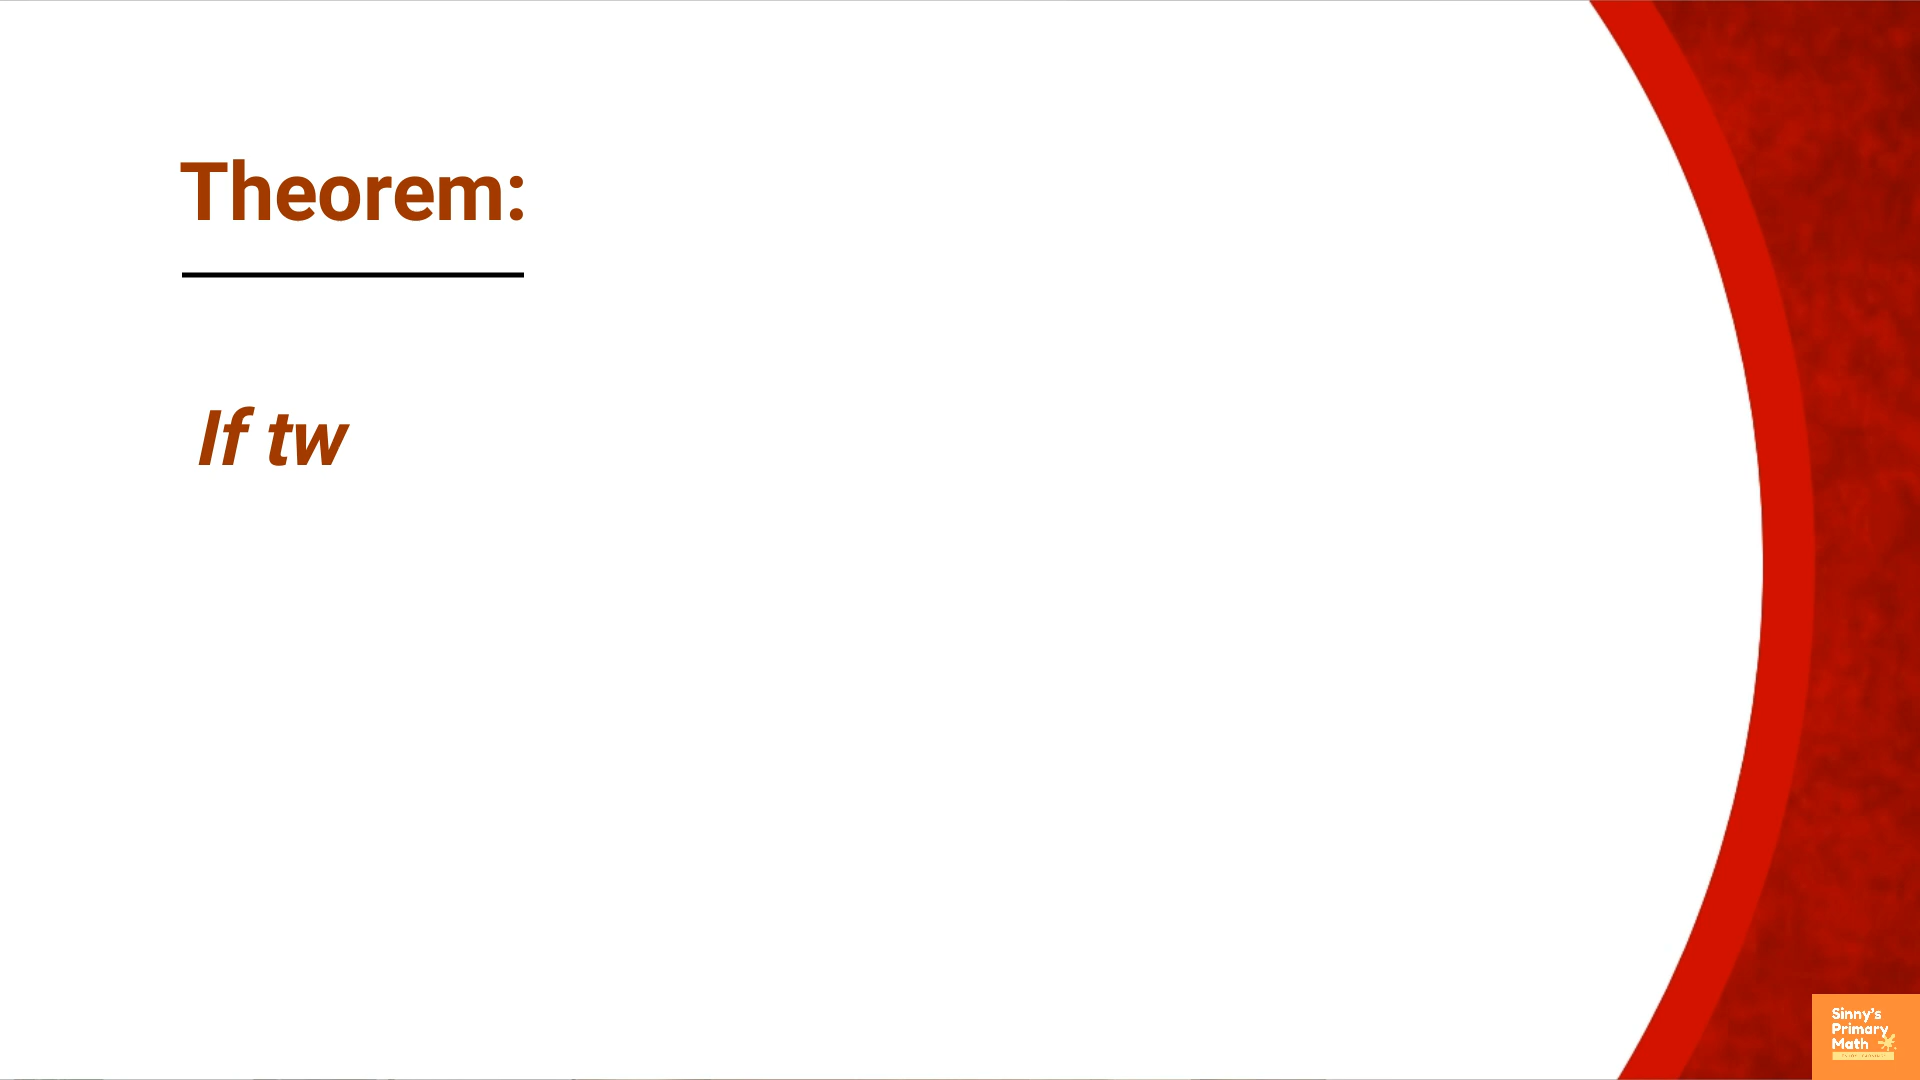 Theorem:
If tw
Sinny's
Primary
Math